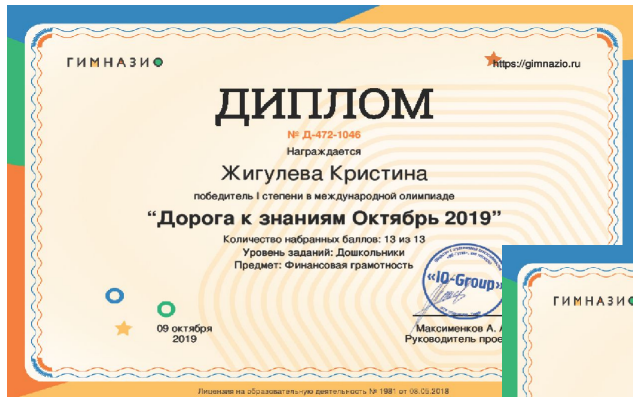 ГИМНАЗИО
https://gimnazio.ru
ДИПЛОМ
№ Д-472-1046
Награждается
Жигулева Кристина
победитель I степени в международной олимпиаде
“Дорога к знаниям Октябрь 2019”
Количество набранных баллов: 13 из 13
Уровень заданий: Дошкольники
Предмет: Финансовая грамотность
«IQ-Group»
ГИМНАЗИО
09 октября
2019
Максименков А.
Руководитель
Лицензия на образовательную деятельность № 1981 от 08.05.2018